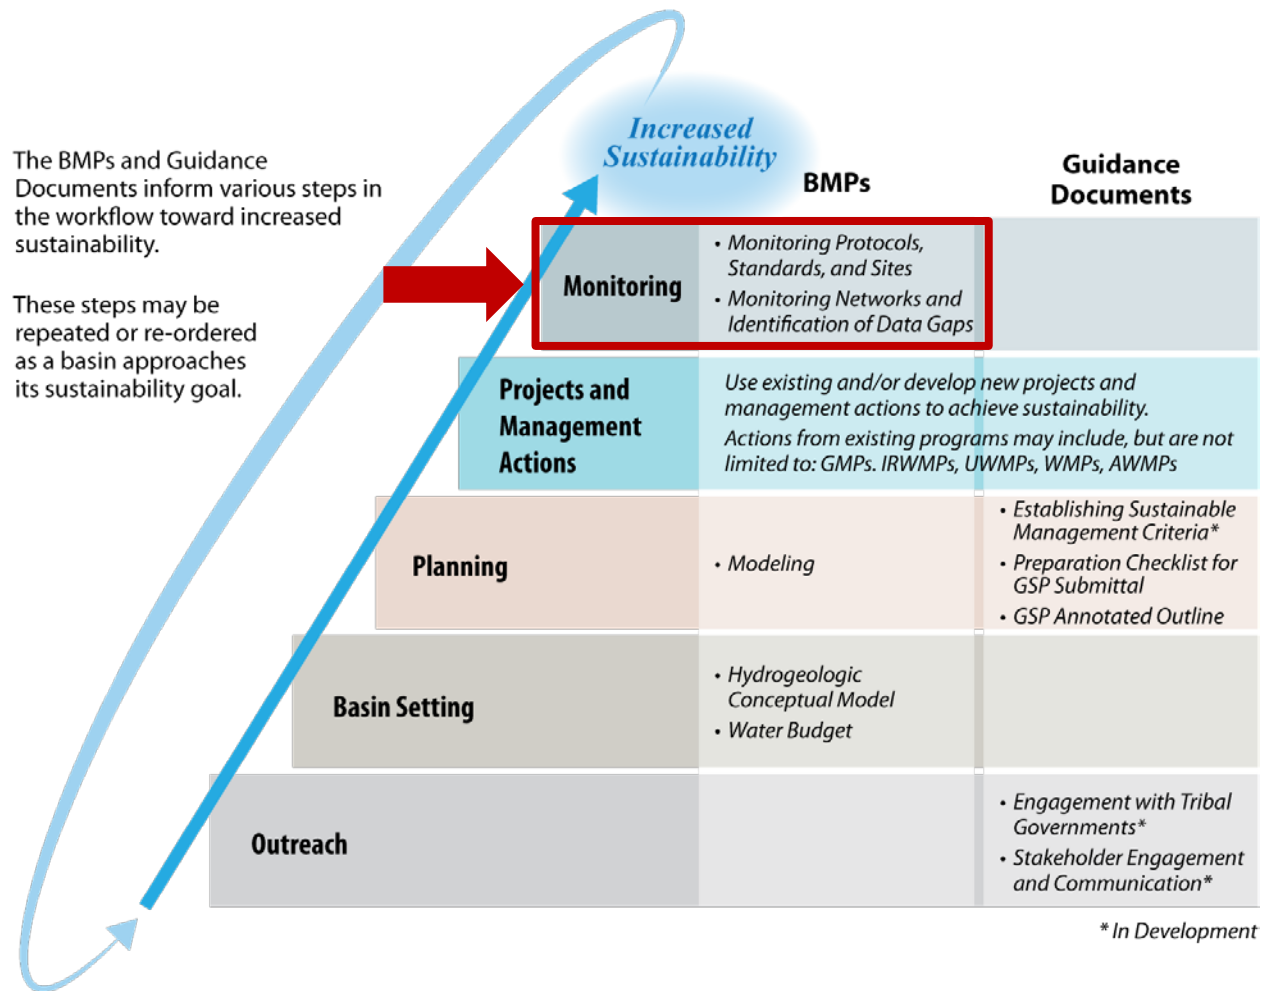 The BMPs and Guidance
Documents inform various steps in
the workflow toward increased
sustainability.
These steps may be
repeated or re-ordered
as a basin approaches
its sustainability goal.
Increased
Sustainability
BMPs
Guidance
Documents
Monitoring
• Monitoring Protocols,
Standards, and Sites
• Monitoring Networks and
Identification of Data Gaps
Projects and
Management
Actions
Use existing and/or develop new projects and
management actions to achieve sustainability.
Actions from existing programs may include, but are not
limited to: GMPs. IRWMPs, UWMPs, WMPs, AWMPs
Planning
• Modeling
• Establishing Sustainable
Management Criteria*
• Preparation Checklist for
GSP Submittal
• GSP Annotated Outline
Basin Setting
• Hydrogeologic
Conceptual Model
• Water Budget
Outreach
• Engagement with Tribal
Governments*
• Stakeholder Engagement
and Communication*
* In Development